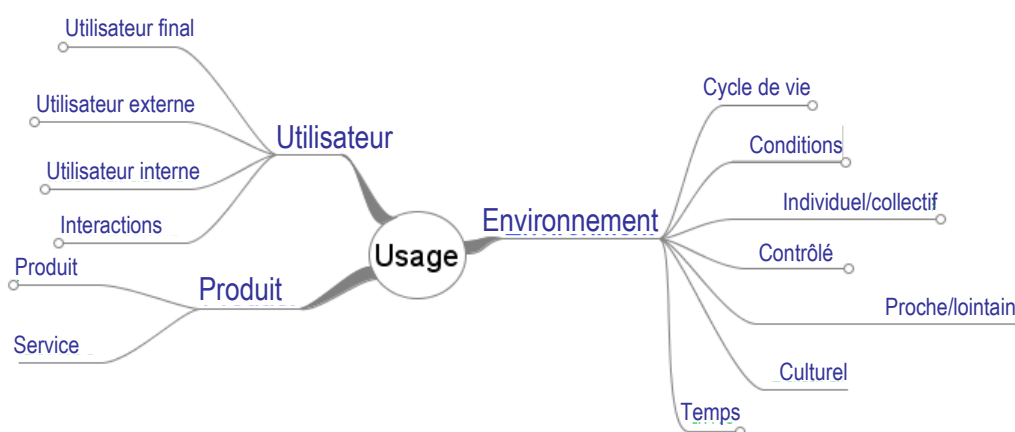 Utilisateur final
Utilisateur externe
Utilisateur
Utilisateur interne
Interactions
Produit
Produit
Service
Usage
Environnement
Cycle de vie
Conditions
Individuel/collectif
Contrôlé
Proche/lointain
Culturel
Temps